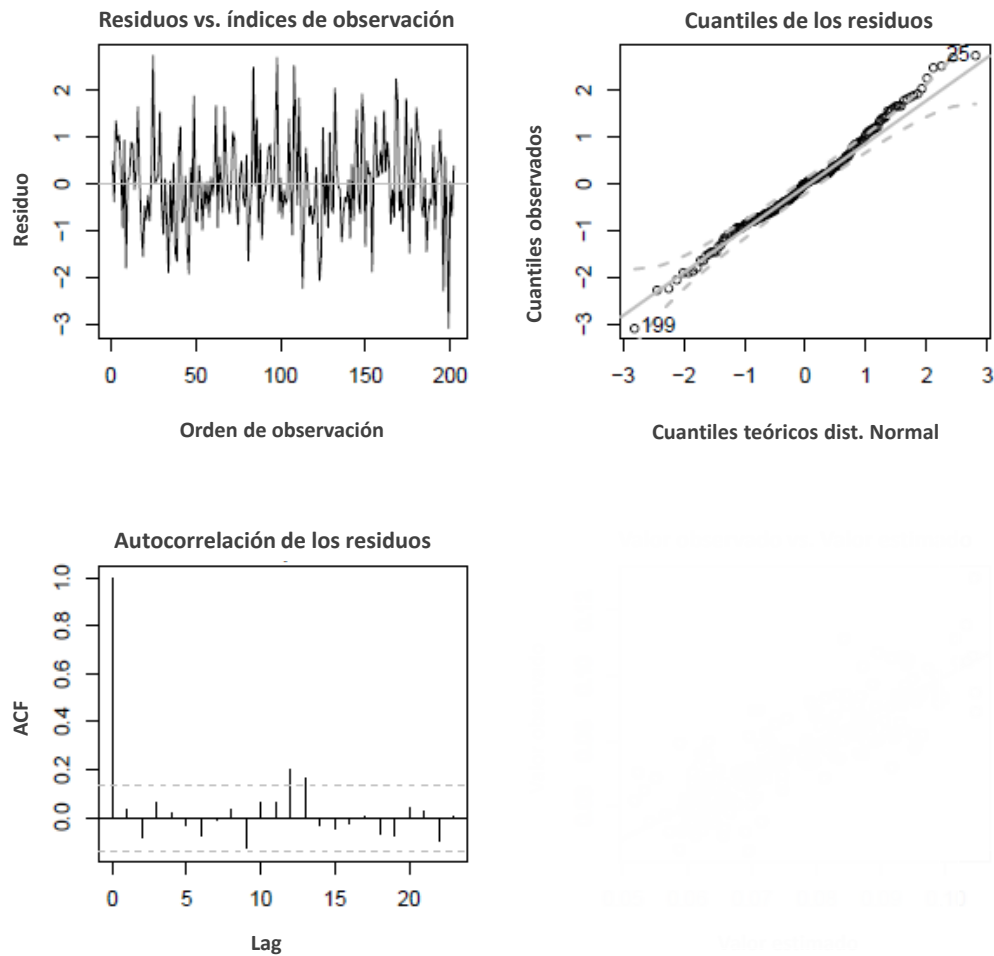 Residuos vs. índices de observación
Residuo
2
1
0
−1
−2
−3
0 50 100 150 200
Orden de observación
Cuantiles de los residuos
Cuantiles observados
2
1
0
−1
−2
−3
25
199
−3 −2 −1 0 1 2 3
Cuantiles teóricos dist. Normal
Autocorrelación de los residuos
ACF
1.0
0.8
0.6
0.4
0.2
0.0
0 5 10 15 20
Lag